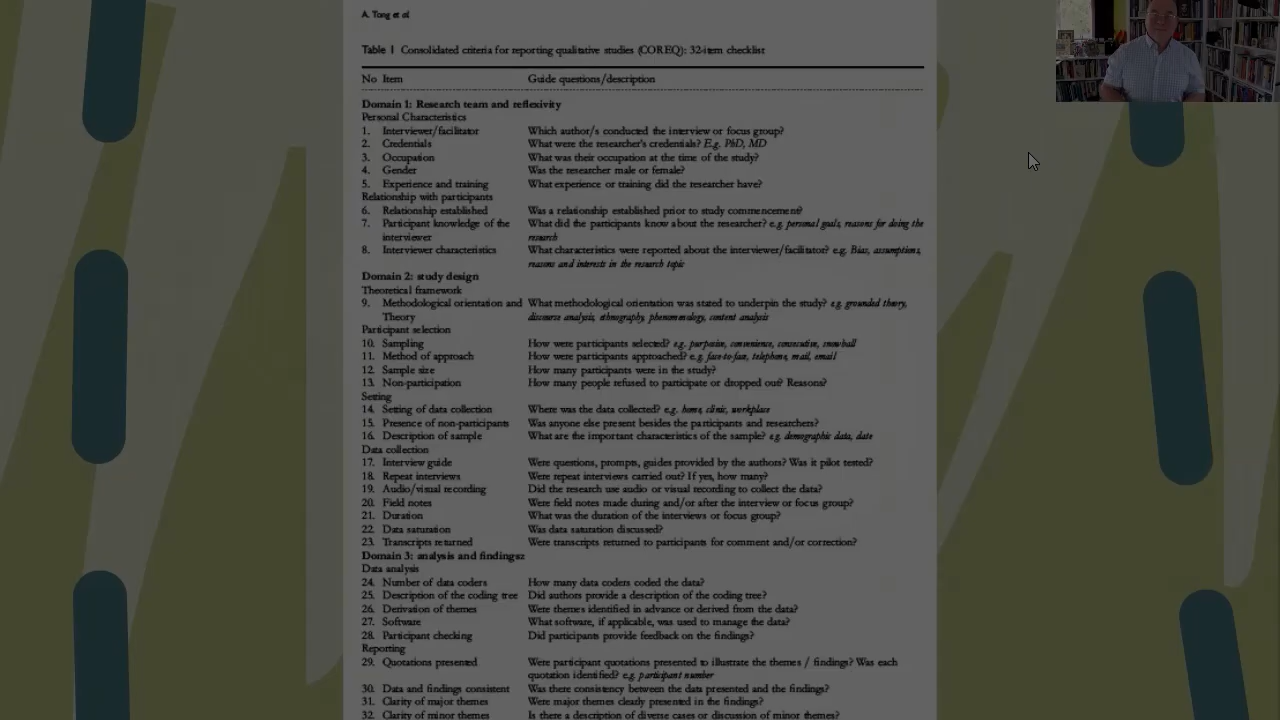 A. Tong et al.
Table 1 Consolidated criteria for reporting qualitative studies (COREQ): 32-item checklist
No Item Guide questions/description
Domain 1: Research team and reflexivity
Personal Characteristics
1. Interviewer/facilitator Which author/s conducted the interview or focus group?
2. Credentials What were the researcher's credentials? E.g. PhD, MD
3. Occupation What was their occupation at the time of the study?
4. Gender Was the researcher male or female?
5. Experience and training What experience or training did the researcher have?
Relationship with participants
6. Relationship established Was a relationship established prior to study commencement?
7. Participant knowledge of the What did the participants know about the researcher? e.g. personal goals, reasons for doing the
interviewer research
8. Interviewer characteristics What characteristics were reported about the interviewer/facilitator? e.g. Bias, assumptions,
reasons and interests in the research topic
Domain 2: study design
Theoretical framework
9. Methodological orientation and What methodological orientation was stated to underpin the study? e.g. grounded theory,
Theory discourse analysis, ethnography, phenomenology, content analysis
Participant selection
10. Sampling How were participants selected? e.g. purposive, convenience, consecutive, snowball
11. Method of approach How were participants approached? e.g. face-to-face, telephone, mail, email
12. Sample size How many participants were in the study?
13. Non-participation How many people refused to participate or dropped out? Reasons?
Setting
14. Setting of data collection Where was the data collected? e.g. home, clinic, workplace
15. Presence of non-participants Was anyone else present besides the participants and researchers?
16. Description of sample What are the important characteristics of the sample? e.g. demographic data, date
Data collection
17. Interview guide Were questions, prompts, guides provided by the authors? Was it pilot tested?
18. Repeat interviews Were repeat interviews carried out? If yes, how many?
19. Audio/visual recording Did the research use audio or visual recording to collect the data?
20. Field notes Were field notes made during and/or after the interview or focus group?
21. Duration What was the duration of the interviews or focus group?
22. Data saturation Was data saturation discussed?
23. Transcripts returned Were transcripts returned to participants for comment and/or correction?
Domain 3: analysis and findingsz
Data analysis
24. Number of data coders How many data coders coded the data?
25. Description of the coding tree Did authors provide a description of the coding tree?
26. Derivation of themes Were themes identified in advance or derived from the data?
27. Software What software, if applicable, was used to manage the data?
28. Participant checking Did participants provide feedback on the findings?
Reporting
29. Quotations presented Were participant quotations presented to illustrate the themes / findings? Was each
quotation identified? e.g. participant number
30. Data and findings consistent Was there consistency between the data presented and the findings?
31. Clarity of major themes Were major themes clearly presented in the findings?
32. Clarity of minor themes Is there a description of diverse cases or discussion of minor themes?